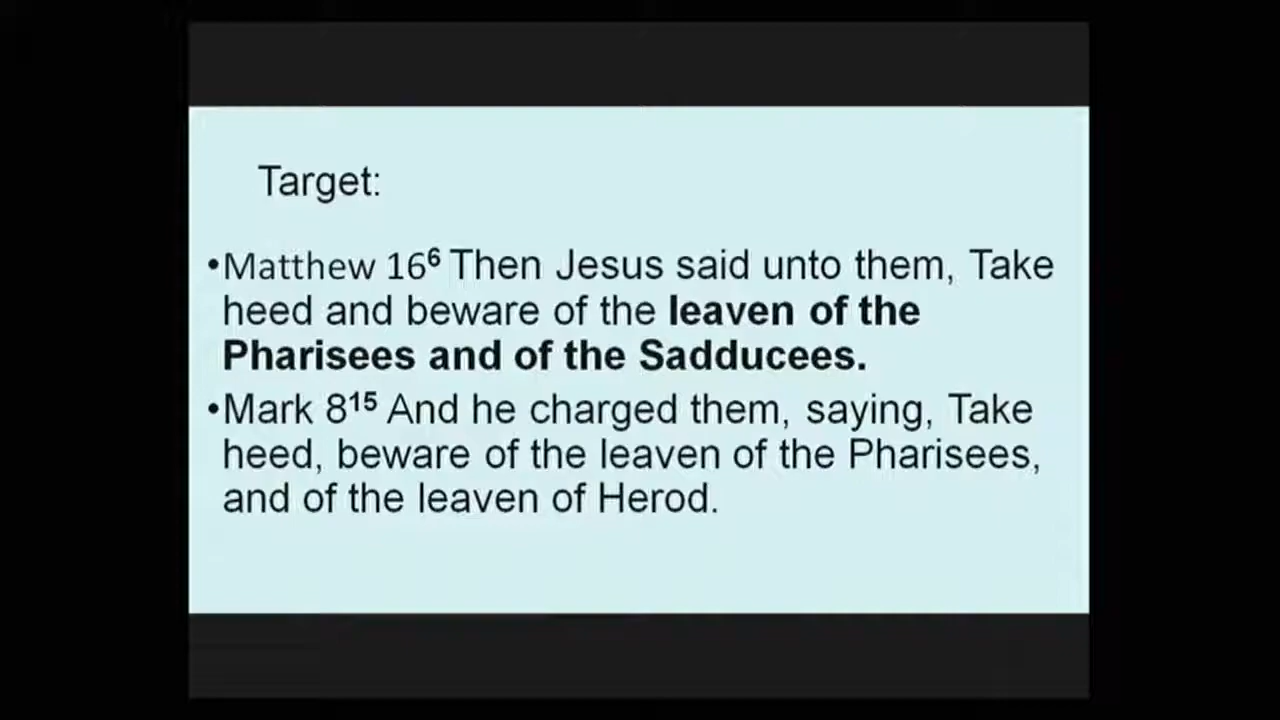 Target:
•Matthew 16⁶ Then Jesus said unto them, Take
heed and beware of the leaven of the
Pharisees and of the Sadducees.
•Mark 8¹⁵ And he charged them, saying, Take
heed, beware of the leaven of the Pharisees,
and of the leaven of Herod.